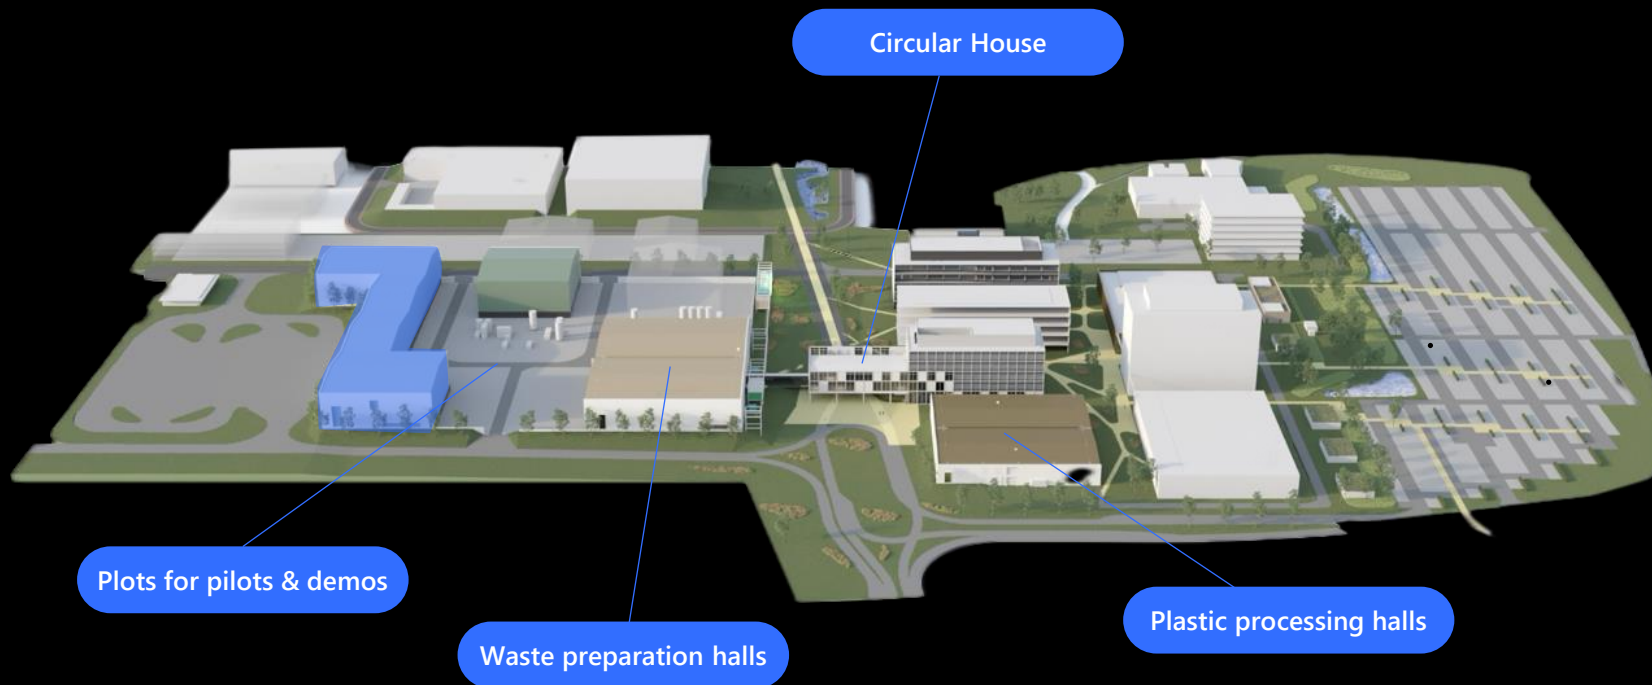 Circular House
Plots for pilots & demos
Waste preparation halls
Plastic processing halls